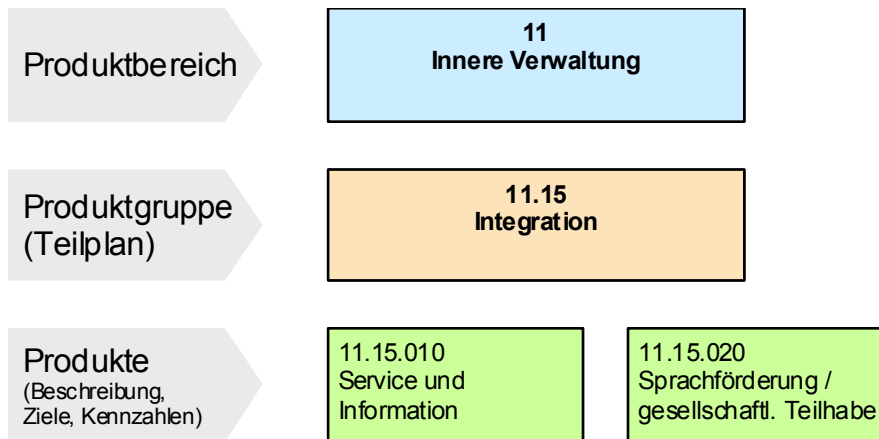 Produktbereich
11
Innere Verwaltung
Produktgruppe
(Teilplan)
11.15
Integration
Produkte
(Beschreibung,
Ziele, Kennzahlen)
11.15.010
Service und
Information
11.15.020
Sprachförderung /
gesellschaftl. Teilhabe